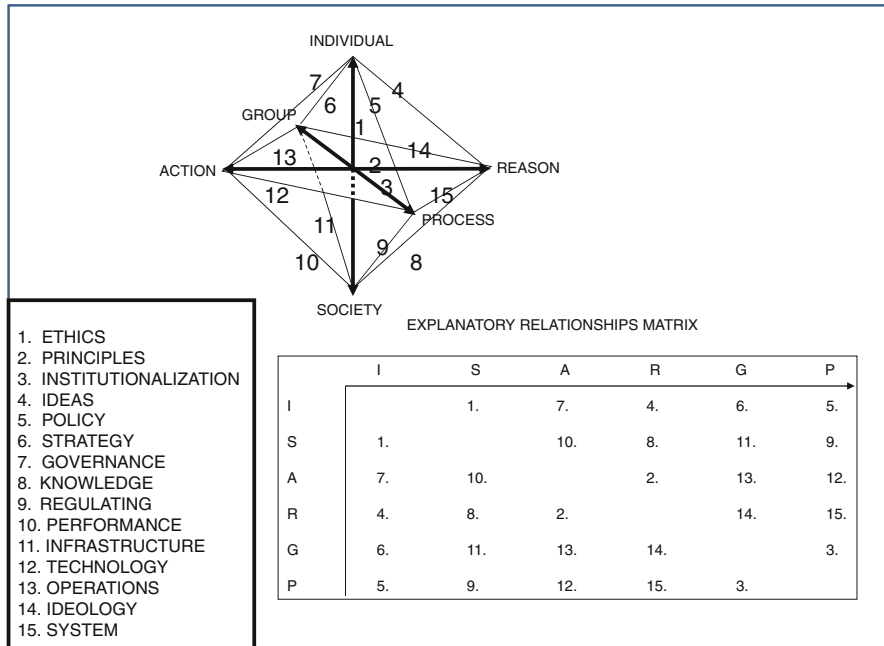 INDIVIDUAL
7
4
6
5
GROUP
1
14
13
2
ACTION
REASON
3
12
15
PROCESS
11
9
10
8
SOCIETY
EXPLANATORY RELATIONSHIPS MATRIX
1. ETHICS
2. PRINCIPLES
3. INSTITUTIONALIZATION
4. IDEAS
5. POLICY
6. STRATEGY
7. GOVERNANCE
8. KNOWLEDGE
9. REGULATING
10. PERFORMANCE
11. INFRASTRUCTURE
12. TECHNOLOGY
13. OPERATIONS
14. IDEOLOGY
15. SYSTEM
I S A R G P
I 1. 7. 4. 6. 5.
S 1. 10. 8. 11. 9.
A 7. 10. 2. 13. 12.
R 4. 8. 2. 14. 15.
G 6. 11. 13. 14. 3.
P 5. 9. 12. 15. 3.